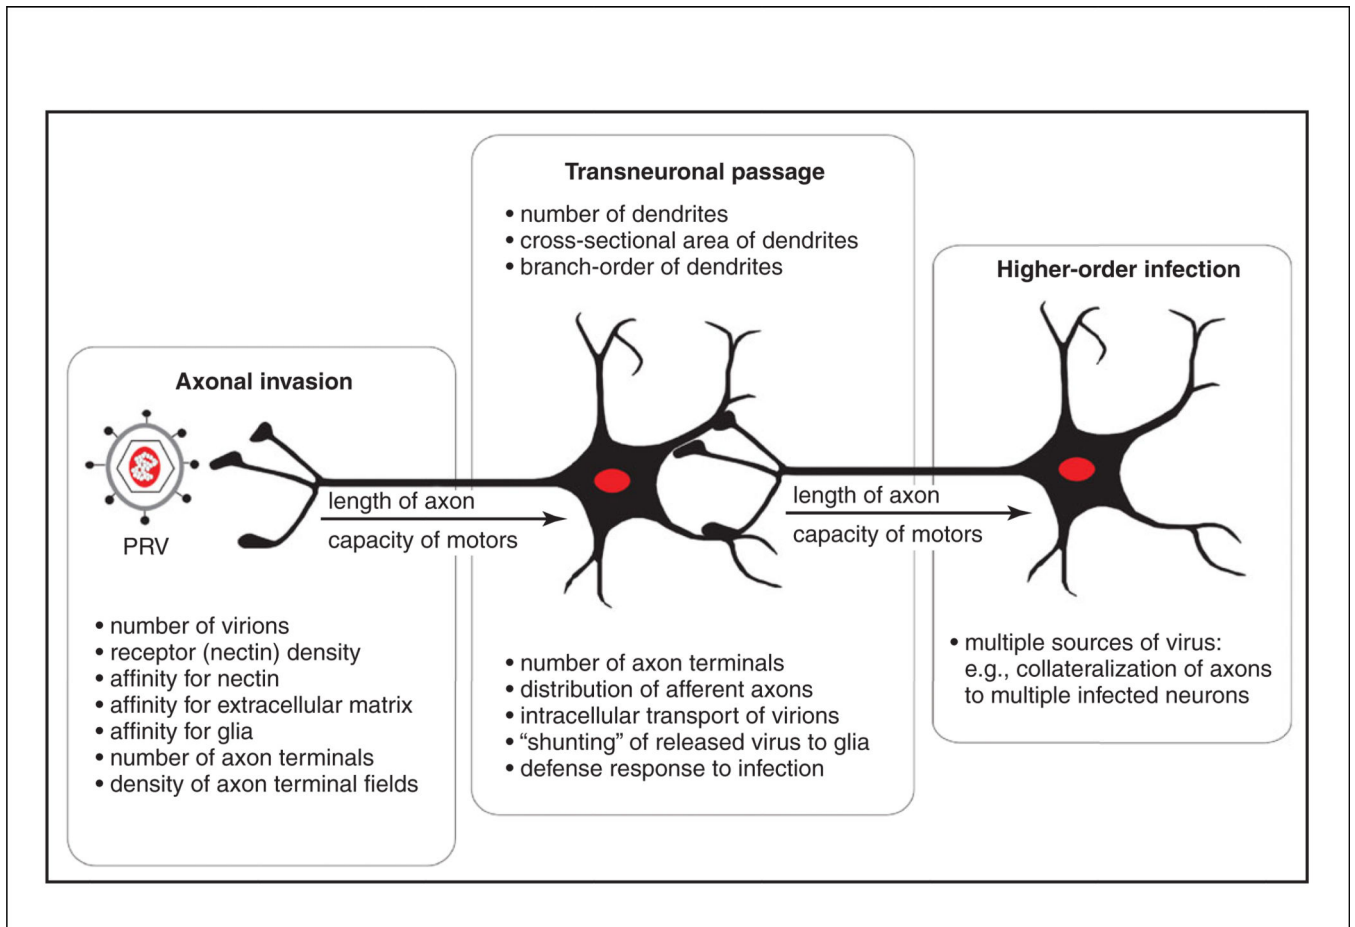 Transneuronal passage
• number of dendrites
• cross-sectional area of dendrites
• branch-order of dendrites
Higher-order infection
Axonal invasion
PRV
length of axon
capacity of motors
length of axon
capacity of motors
• number of virions
• receptor (nectin) density
• affinity for nectin
• affinity for extracellular matrix
• affinity for glia
• number of axon terminals
• density of axon terminal fields
• number of axon terminals
• distribution of afferent axons
• intracellular transport of virions
• “shunting” of released virus to glia
• defense response to infection
• multiple sources of virus:
e.g., collateralization of axons
to multiple infected neurons